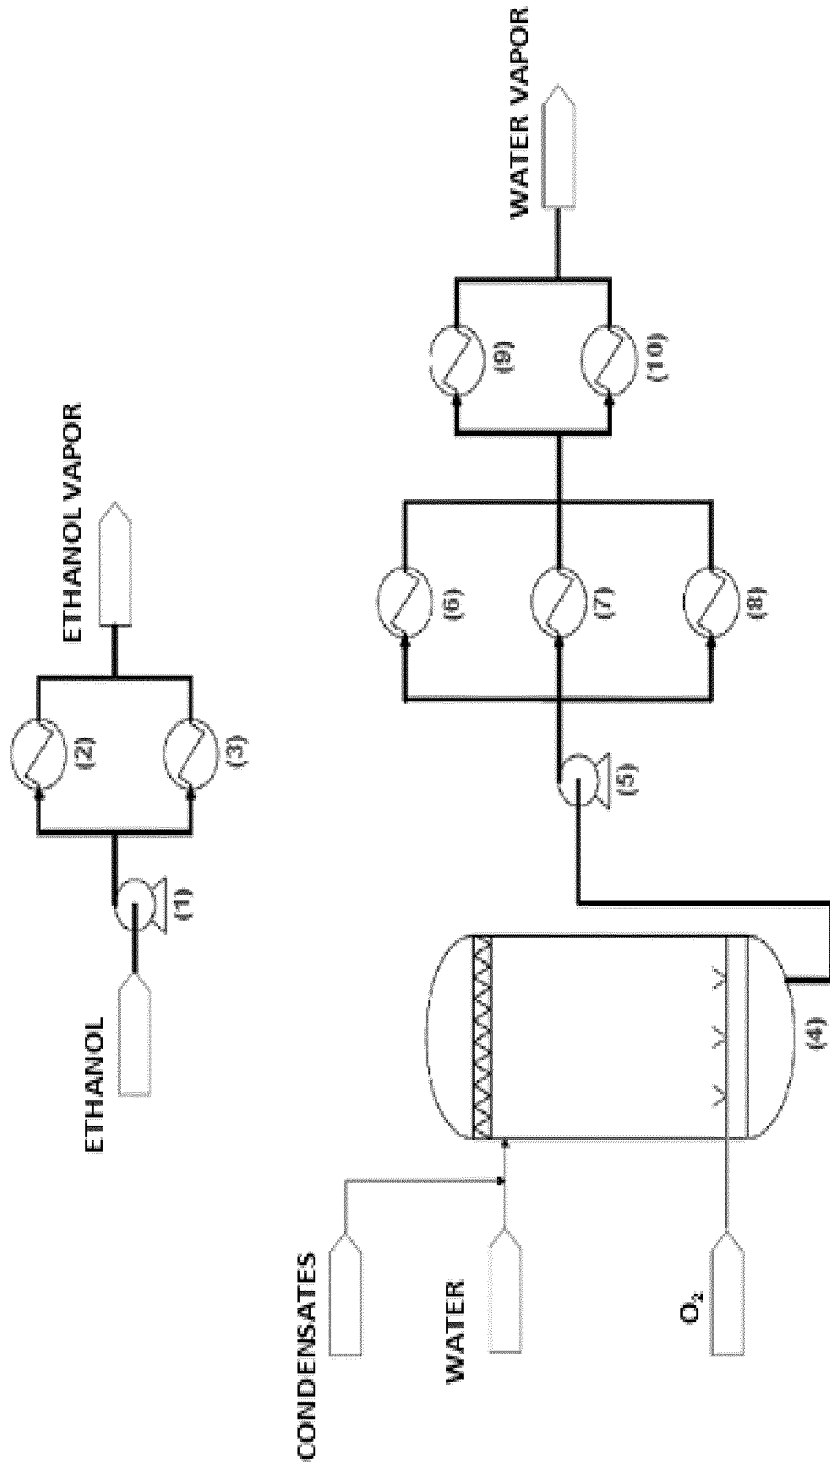 ETHANOL
(1)
(2)
(3)
ETHANOL VAPOR
CONDENSATES
WATER
O₂
(4)
(5)
(6)
(7)
(8)
(9)
(10)
WATER VAPOR